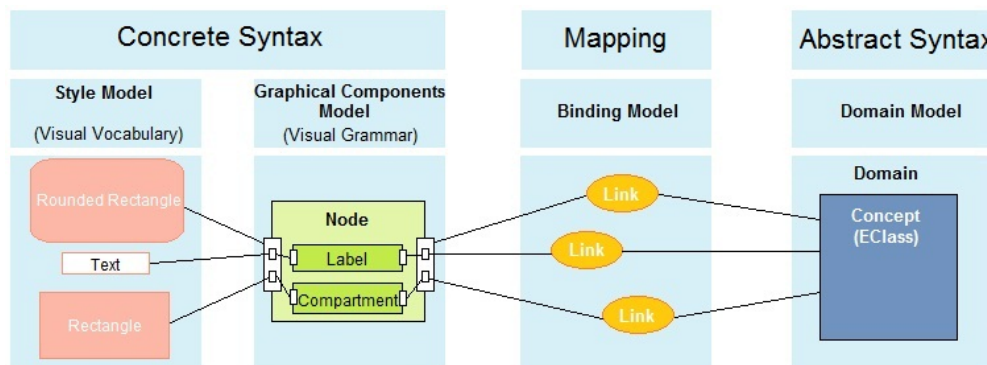 Concrete Syntax
Mapping
Abstract Syntax
Style Model
(Visual Vocabulary)
Graphical Components
Model
(Visual Grammar)
Binding Model
Domain Model
Rounded Rectangle
Text
Rectangle
Node
Label
Compartment
Link
Link
Link
Domain
Concept
(EClass)